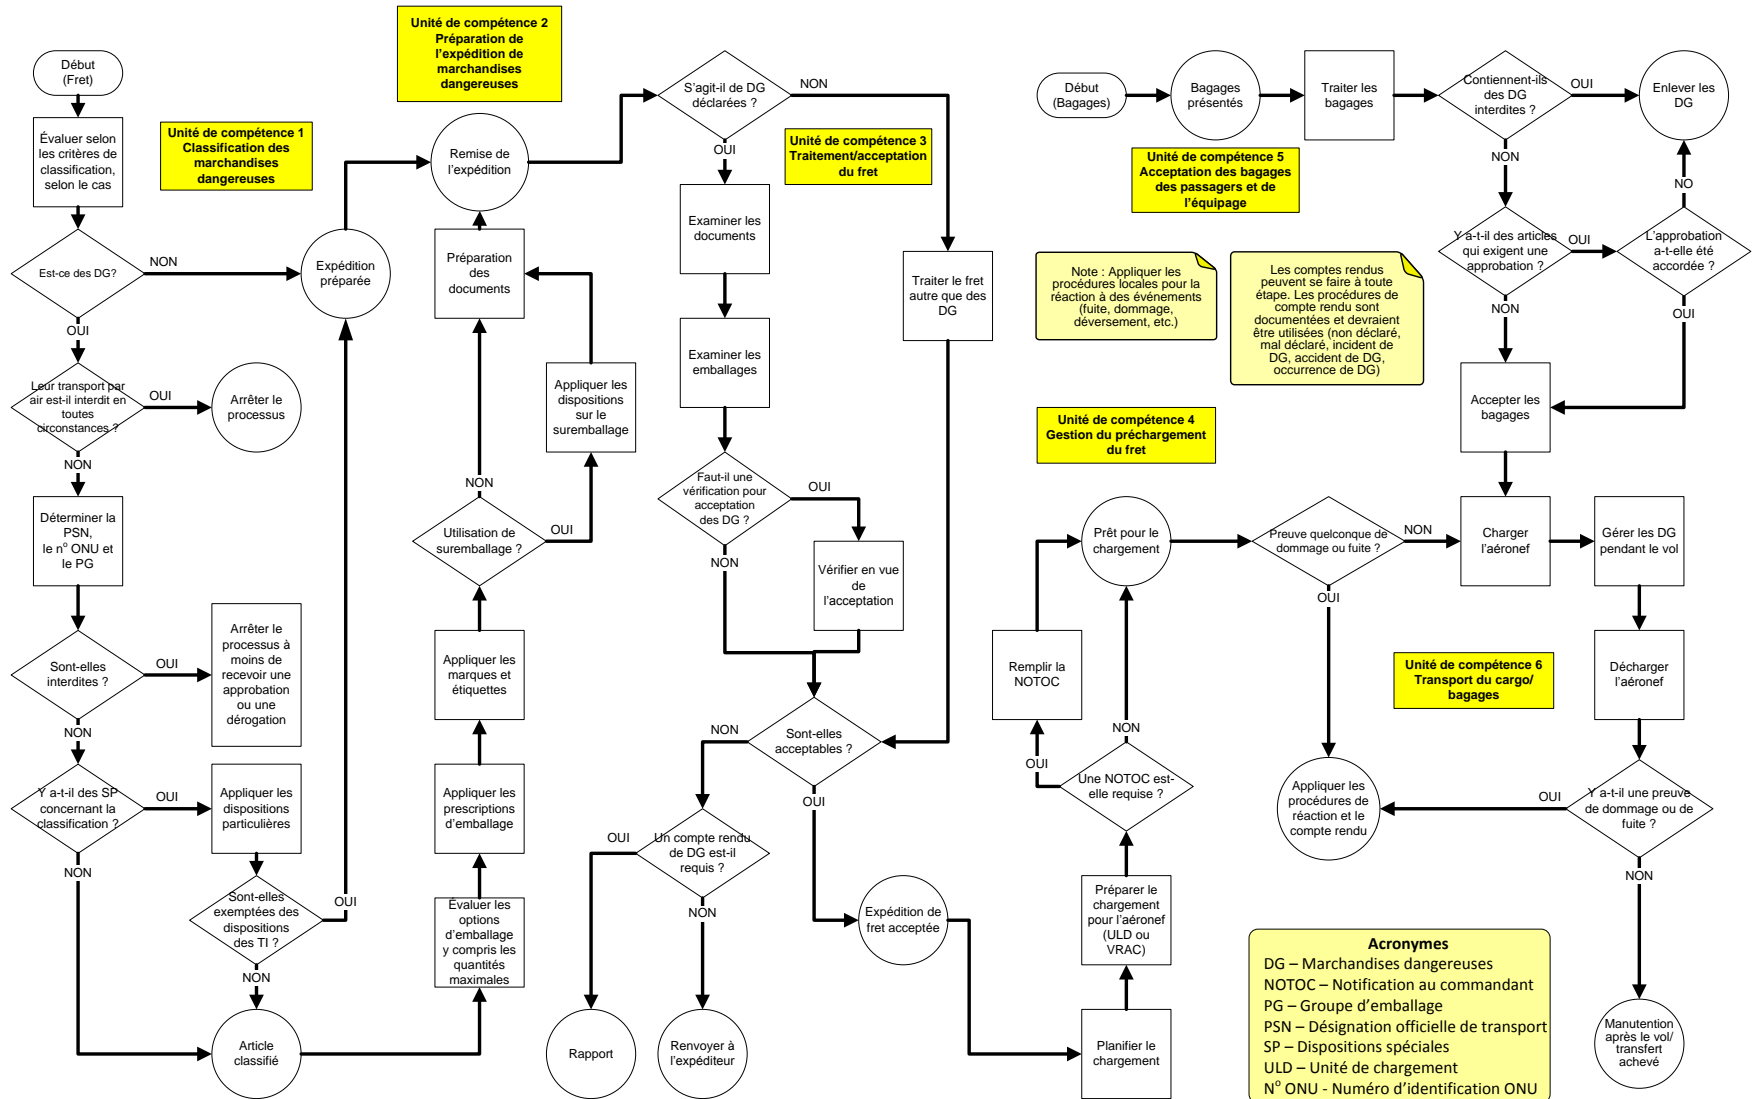 Début
(Fret)
Évaluer selon
les critères de
classification,
selon le cas
Unité de compétence 1
Classification des
marchandises
dangereuses
Est-ce des DG?
NON
OUI
Expédition
préparée
Leur transport par
air est-il interdit en
toutes
circonstances ?
OUI
NON
Arrêter le
processus
Déterminer la
PSN,
le nº ONU et
le PG
Sont-elles
interdites ?
OUI
NON
Arrêter le
processus à
moins de
recevoir une
approbation
ou une
dérogation
Y a-t-il des SP
concernant la
classification ?
OUI
NON
Appliquer les
dispositions
particulières
Sont-elles
exemptées des
dispositions
des TI ?
OUI
NON
Article
classifié
Unité de compétence 2
Préparation de
l’expédition de
marchandises
dangereuses
Remise de
l’expédition
Préparation
des
documents
Appliquer les
dispositions
sur le
suremballage
NON
Utilisation de
suremballage ?
OUI
Appliquer les
marques et
étiquettes
Appliquer les
prescriptions
d’emballage
Évaluer les
options
d’emballage
y compris les
quantités
maximales
S’agit-il de DG
déclarées ?
NON
OUI
Unité de compétence 3
Traitement/acceptation
du fret
Examiner les
documents
Traiter le fret
autre que des
DG
Examiner les
emballages
Faut-il une
vérification pour
acceptation
des DG ?
OUI
NON
Vérifier en vue
de
l’acceptation
NON
Sont-elles
acceptables ?
OUI
OUI
Un compte rendu
de DG est-il
requis ?
NON
Expédition de
fret acceptée
Rapport
Renvoyer à
l’expéditeur
Début
(Bagages)
Bagages
présentés
Traiter les
bagages
Contiennent-ils
des DG
interdites ?
OUI
NON
Enlever les
DG
Unité de compétence 5
Acceptation des bagages
des passagers et de
l’équipage
NO
Y a-t-il des articles
qui exigent une
approbation ?
OUI
NON
L’approbation
a-t-elle été
accordée ?
OUI
Note : Appliquer les
procédures locales pour la
réaction à des événements
(fuite, dommage,
déversement, etc.)
Les comptes rendus
peuvent se faire à toute
étape. Les procédures de
compte rendu sont
documentées et devraient
être utilisées (non déclaré,
mal déclaré, incident de
DG, accident de DG,
occurrence de DG)
Accepter les
bagages
Unité de compétence 4
Gestion du préchargement
du fret
Prêt pour le
chargement
Preuve quelconque de
dommage ou fuite ?
NON
OUI
Charger
l’aéronef
Gérer les DG
pendant le vol
Remplir la
NOTOC
Unité de compétence 6
Transport du cargo/
bagages
Décharger
l’aéronef
NON
OUI
Une NOTOC est-
elle requise ?
Appliquer les
procédures de
réaction et le
compte rendu
OUI
Y a-t-il une preuve
de dommage ou de
fuite ?
NON
Préparer le
chargement
pour l’aéronef
(ULD ou
VRAC)
Planifier le
chargement
Acronymes
DG – Marchandises dangereuses
NOTOC – Notification au commandant
PG – Groupe d’emballage
PSN – Désignation officielle de transport
SP – Dispositions spéciales
ULD – Unité de chargement
Nº ONU - Numéro d’identification ONU
Manutention
après le vol/
transfert
achevé